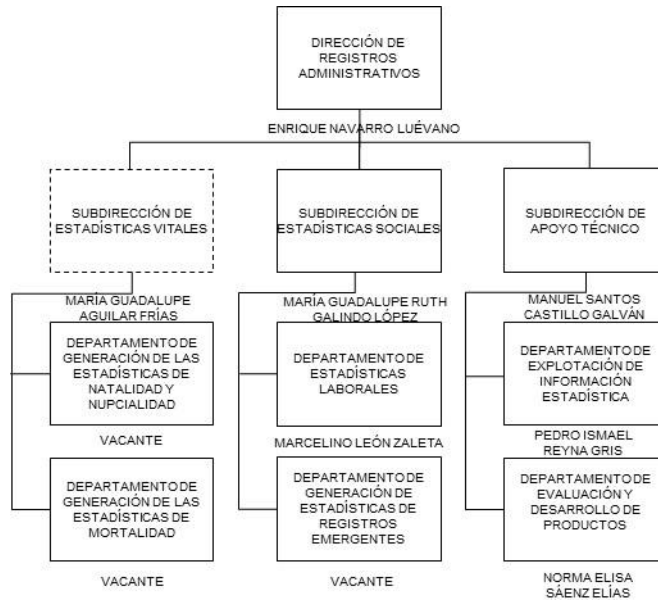 DIRECCIÓN DE
REGISTROS
ADMINISTRATIVOS
ENRIQUE NAVARRO LUÉVANO
SUBDIRECCIÓN DE
ESTADÍSTICAS VITALES
MARÍA GUADALUPE
AGUILAR FRÍAS
DEPARTAMENTO DE
GENERACIÓN DE LAS
ESTADÍSTICAS DE
NATALIDAD Y
NUPCIALIDAD
VACANTE
DEPARTAMENTO DE
GENERACIÓN DE LAS
ESTADÍSTICAS DE
MORTALIDAD
VACANTE
SUBDIRECCIÓN DE
ESTADÍSTICAS SOCIALES
MARÍA GUADALUPE RUTH
GALINDO LÓPEZ
DEPARTAMENTO DE
ESTADÍSTICAS
LABORALES
MARCELINO LEÓN ZALETA
DEPARTAMENTO DE
GENERACIÓN DE
ESTADÍSTICAS DE
REGISTROS
EMERGENTES
VACANTE
SUBDIRECCIÓN DE
APOYO TÉCNICO
MANUEL SANTOS
CASTILLO GALVÁN
DEPARTAMENTO DE
EXPLOTACIÓN DE
INFORMACIÓN
ESTADÍSTICA
PEDRO ISMAEL
REYNA GRIS
DEPARTAMENTO DE
EVALUACIÓN Y
DESARROLLO DE
PRODUCTOS
NORMA ELISA
SÁENZ ELÍAS